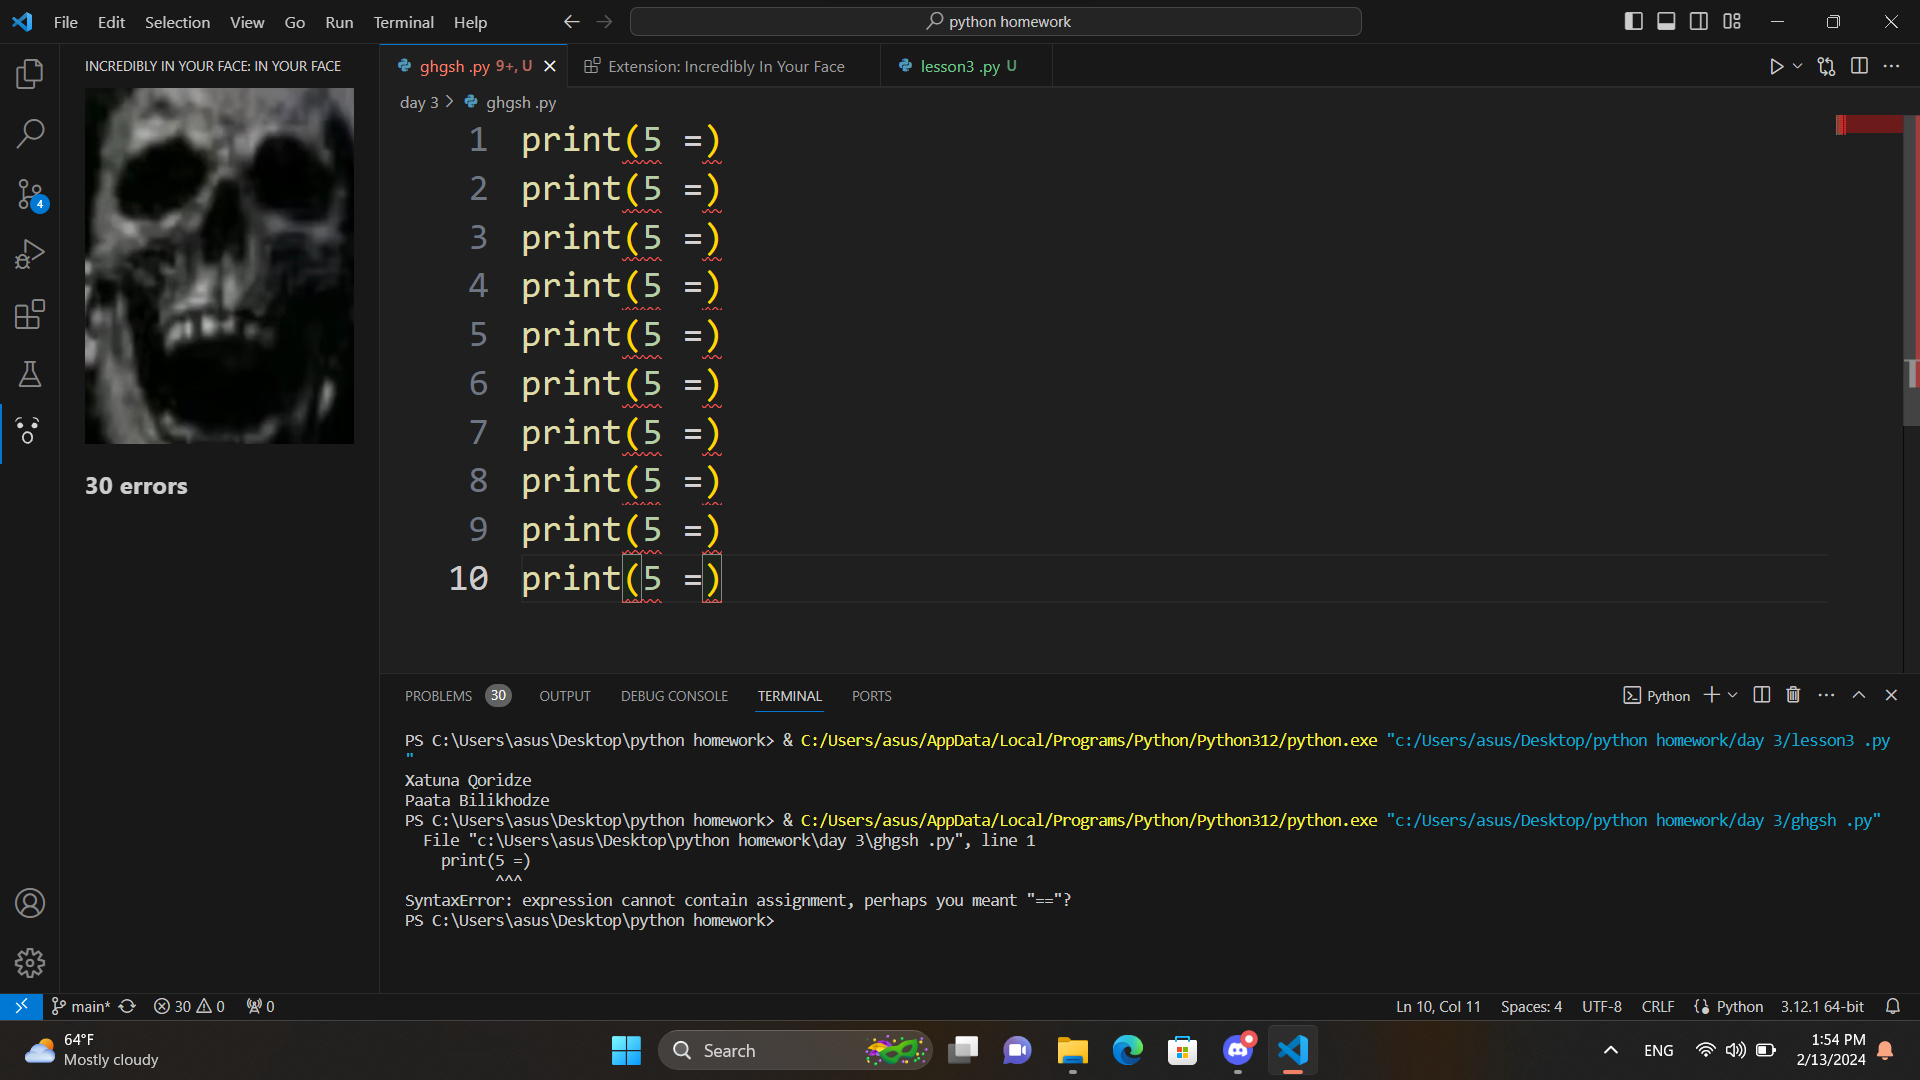 File Edit Selection View Go Run Terminal Help
python homework
INCREDIBLY IN YOUR FACE: IN YOUR FACE
ghgsh .py 9+, U
Extension: Incredibly In Your Face
lesson3 .py U
day 3 > ghgsh .py
1 print(5 =)
2 print(5 =)
3 print(5 =)
4 print(5 =)
5 print(5 =)
6 print(5 =)
7 print(5 =)
8 print(5 =)
9 print(5 =)
10 print(5 =)
4
30 errors
PROBLEMS 30 OUTPUT DEBUG CONSOLE TERMINAL PORTS
Python
PS C:\Users\asus\Desktop\python homework> & C:/Users/asus/AppData/Local/Programs/Python/Python312/python.exe "c:/Users/asus/Desktop/python homework/day 3/lesson3 .py
"
Xatuna Qoridze
Paata Bilikhodze
PS C:\Users\asus\Desktop\python homework> & C:/Users/asus/AppData/Local/Programs/Python/Python312/python.exe "c:/Users/asus/Desktop/python homework/day 3/ghgsh .py"
File "c:\Users\asus\Desktop\python homework\day 3\ghgsh .py", line 1
print(5 =)
^^^
SyntaxError: expression cannot contain assignment, perhaps you meant "=="?
PS C:\Users\asus\Desktop\python homework>
main* 30 0 0
Ln 10, Col 11 Spaces: 4 UTF-8 CRLF Python 3.12.1 64-bit
64°F
Mostly cloudy
Search
ENG
1:54 PM
2/13/2024